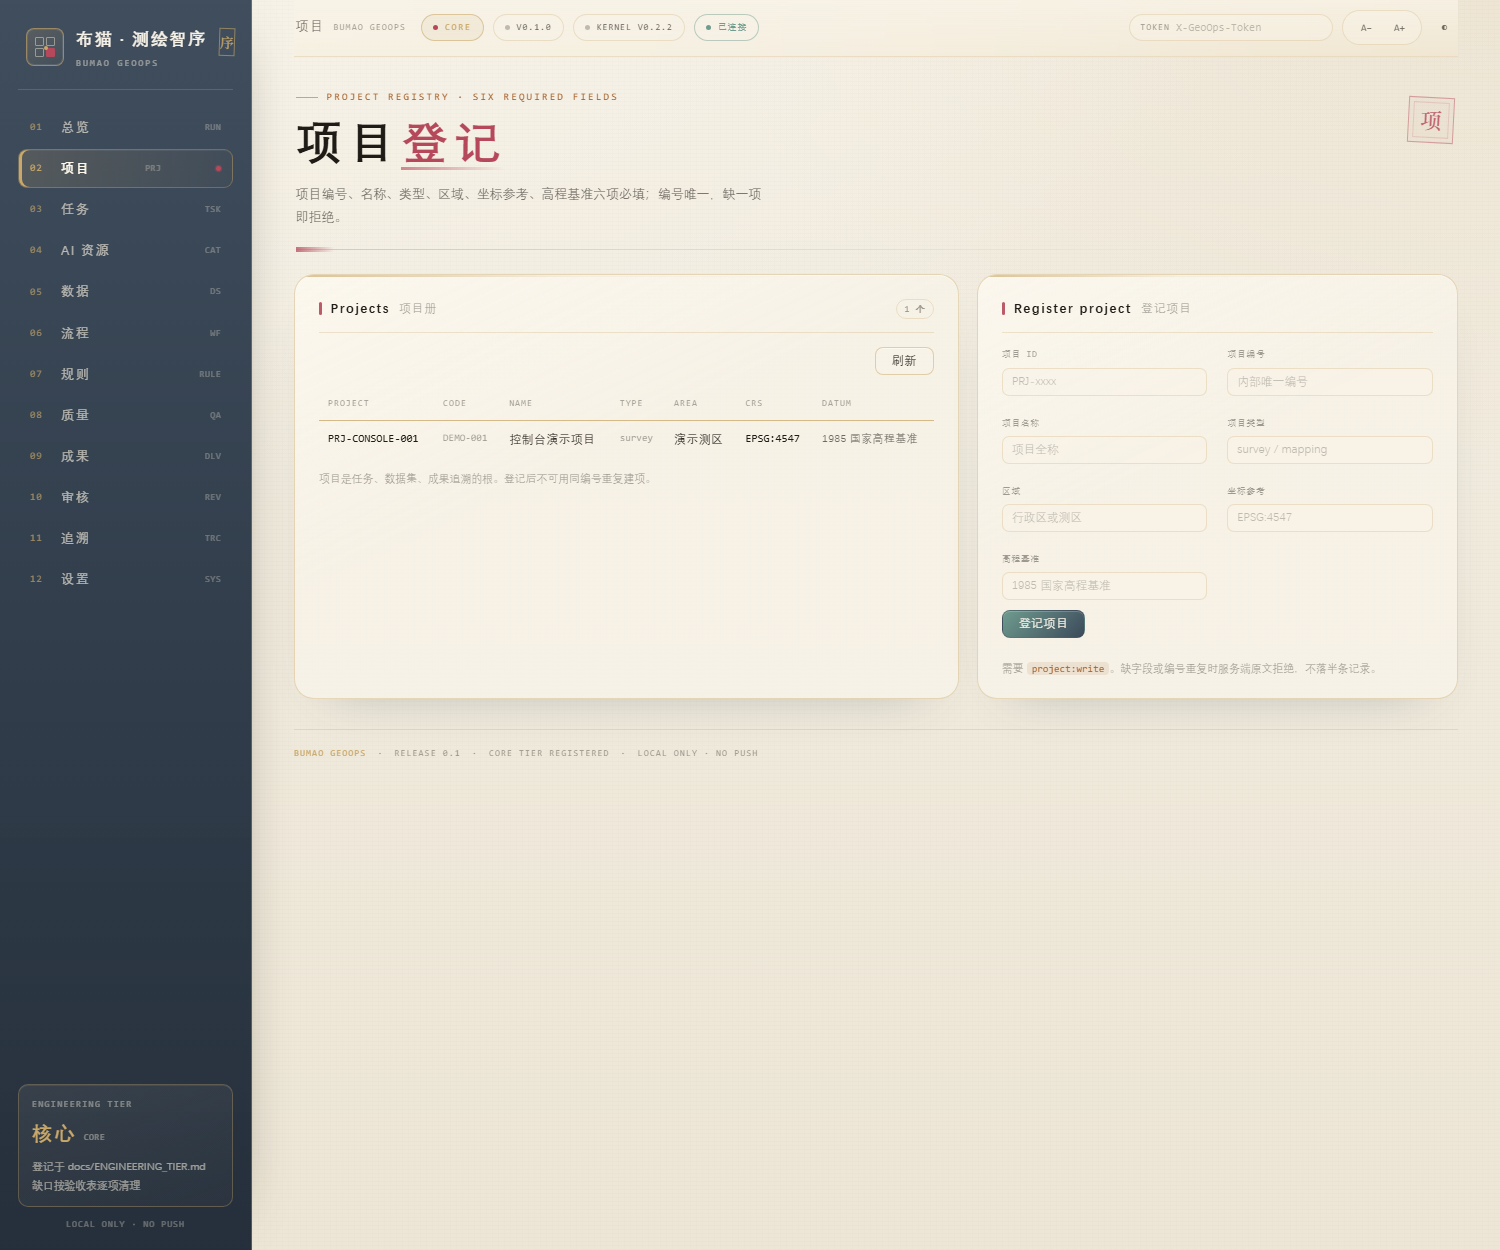 布猫 · 测绘智序
序
BUMAO GEOOPS
01 总览 RUN
02 项目 PRJ
03 任务 TSK
04 AI 资源 CAT
05 数据 DS
06 流程 WF
07 规则 RULE
08 质量 QA
09 成果 DLV
10 审核 REV
11 追溯 TRC
12 设置 SYS
ENGINEERING TIER
核心 CORE
登记于 docs/ENGINEERING_TIER.md
缺口按验收表逐项清理
LOCAL ONLY · NO PUSH
项目 BUMAO GEOOPS CORE V0.1.0 KERNEL V0.2.2 已连接 TOKEN X-GeoOps-Token A− A+
PROJECT REGISTRY · SIX REQUIRED FIELDS
项目登记
项
项目编号、名称、类型、区域、坐标参考、高程基准六项必填；编号唯一，缺一项
即拒绝。
Projects 项目册 1 个
刷新
PROJECT CODE NAME TYPE AREA CRS DATUM
PRJ-CONSOLE-001 DEMO-001 控制台演示项目 survey 演示测区 EPSG:4547 1985 国家高程基准
项目是任务、数据集、成果追溯的根。登记后不可用同编号重复建项。
Register project 登记项目
项目 ID 项目编号
PRJ-xxxx 内部唯一编号
项目名称 项目类型
项目全称 survey / mapping
区域 坐标参考
行政区或测区 EPSG:4547
高程基准
1985 国家高程基准
登记项目
需要 project:write。缺字段或编号重复时服务端原文拒绝，不落半条记录。
BUMAO GEOOPS · RELEASE 0.1 · CORE TIER REGISTERED · LOCAL ONLY · NO PUSH